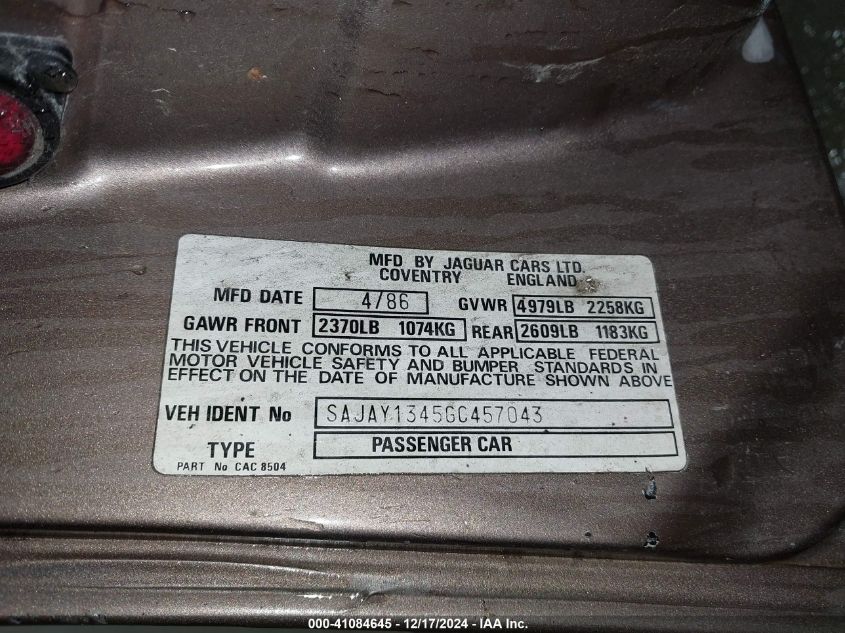 MFD BY JAGUAR CARS LTD.
COVENTRY ENGLAND
MFD DATE 4/86 GVWR 4979LB 2258KG
GAWR FRONT 2370LB 1074KG REAR 2609LB 1183KG
THIS VEHICLE CONFORMS TO ALL APPLICABLE FEDERAL
MOTOR VEHICLE SAFETY AND BUMPER STANDARDS IN
EFFECT ON THE DATE OF MANUFACTURE SHOWN ABOVE
VEH IDENT No SAJAY1345GC457043
TYPE PASSENGER CAR
PART No CAC 8504
000-41084645 - 12/17/2024 - IAA Inc.